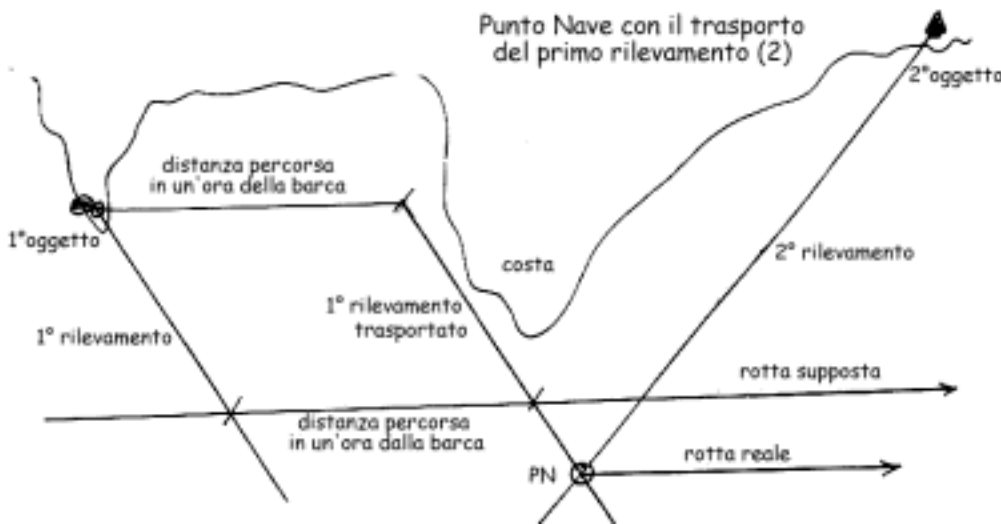 Punto Nave con il trasporto
del primo rilevamento (2)
2°oggetto
distanza percorsa
in un'ora della barca
1°oggetto
costa
2° rilevamento
1° rilevamento
trasportato
1° rilevamento
rotta supposta
distanza percorsa
in un'ora dalla barca
rotta reale
PN